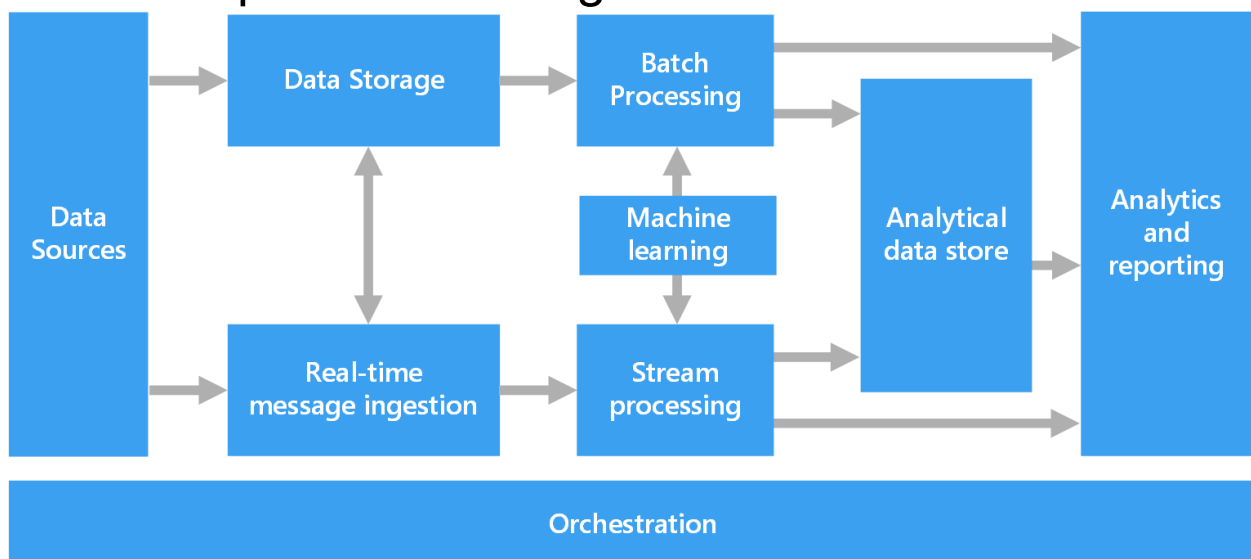 Data Storage
Batch
Processing
Data
Sources
Machine
learning
Analytical
data store
Analytics
and
reporting
Real-time
message ingestion
Stream
processing
Orchestration